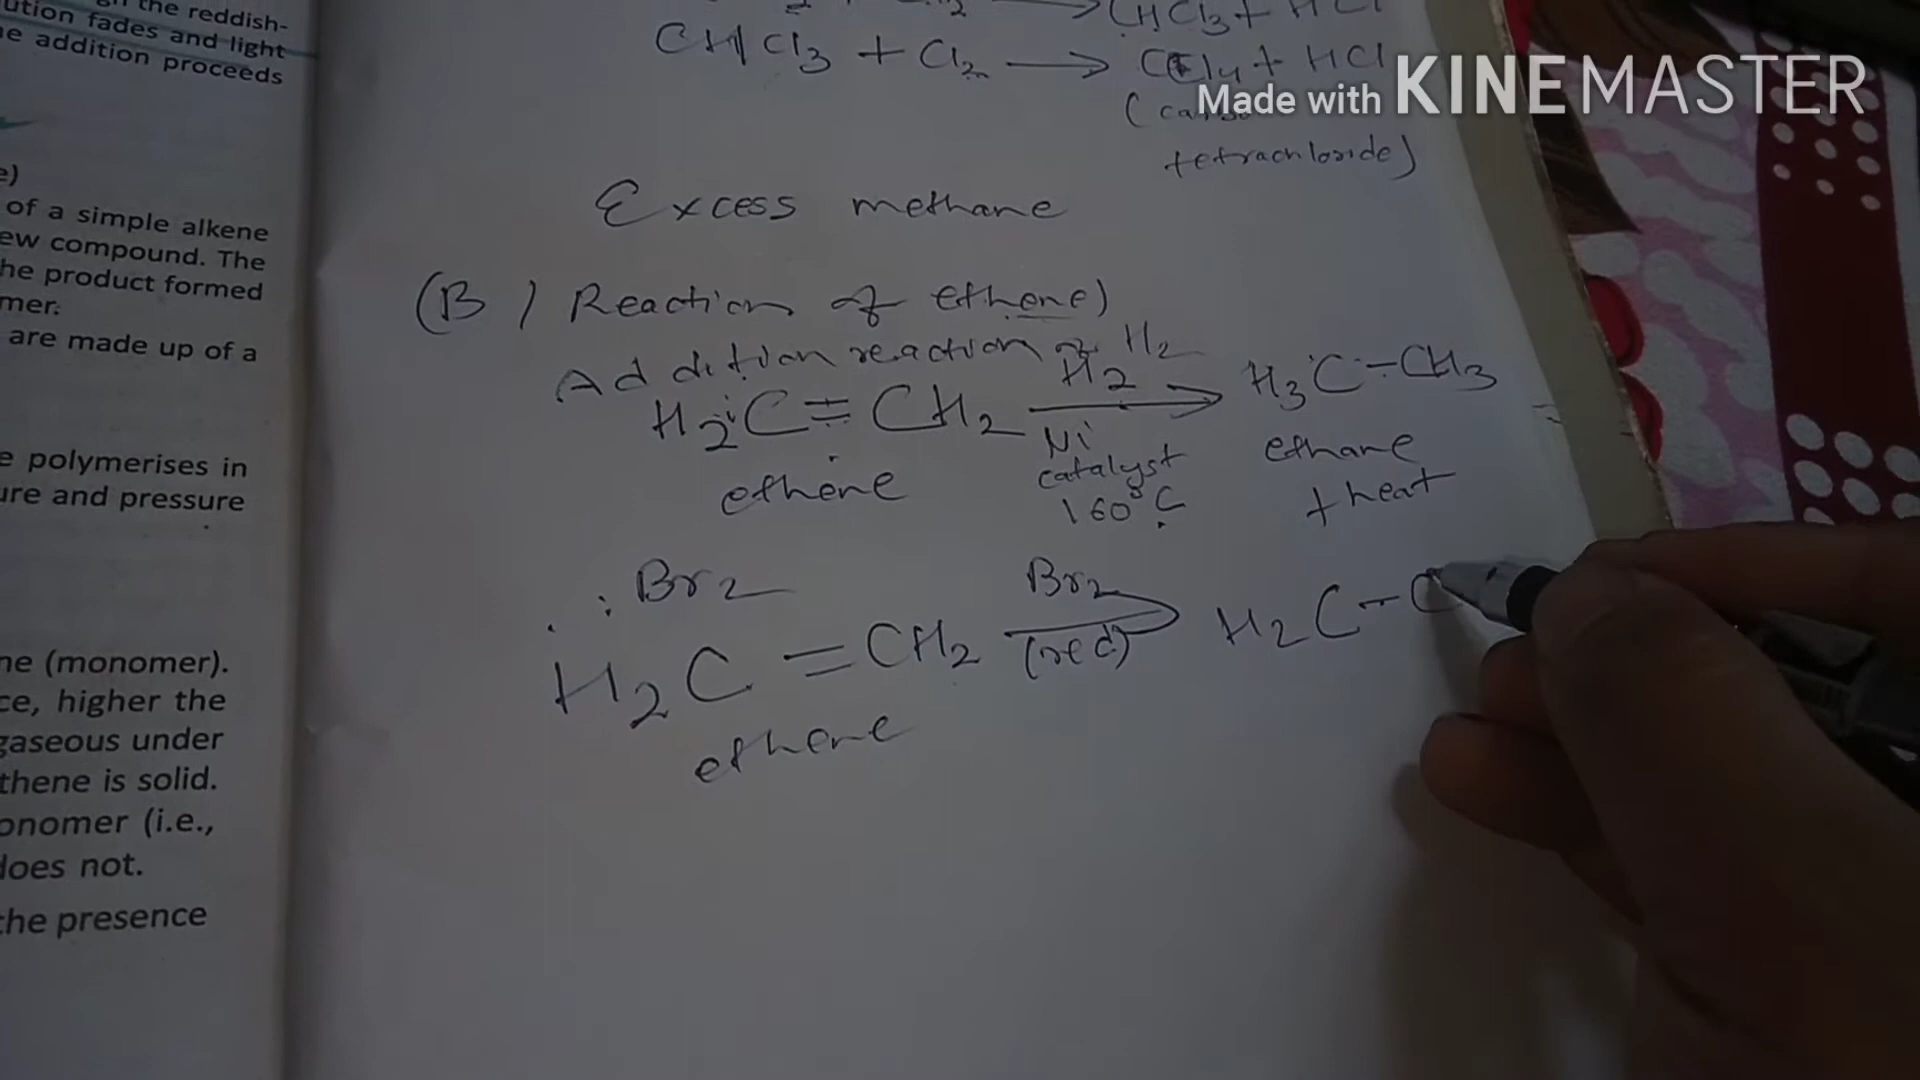 the reddish-
ution fades and light
e addition proceeds
e)
of a simple alkene
ew compound. The
he product formed
mer.
are made up of a
e polymerises in
ure and pressure
ne (monomer).
ce, higher the
gaseous under
thene is solid.
onomer (i.e.,
does not.
the presence
CHCl3 + HCl
CHCl3 + Cl2 → CCl4 + HCl
Made with KINEMASTER
tetrachloride)
Excess methane
(B) Reaction of ethene)
Addition reaction of H2
H2C = CH2 → H3C - CH3
H2
Ni
catalyst
160°C
ethene
ethane
+ heat
Br2
H2C = CH2 → H2C - C
Br2
(red)
ethene